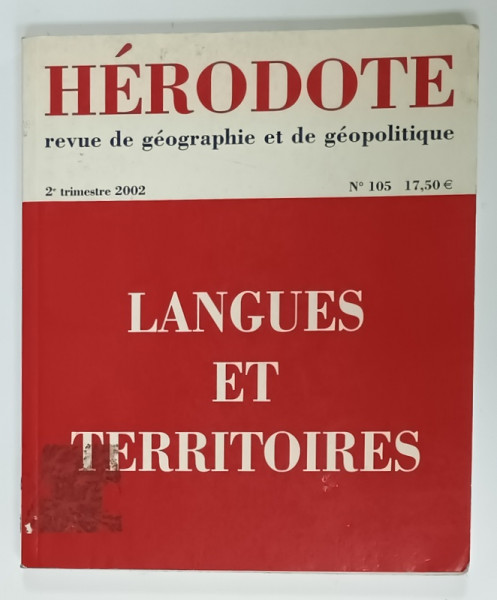 HÉRODOTE
revue de géographie et de géopolitique
2e trimestre 2002 N° 105 17,50 €
LANGUES
ET
TERRITOIRES